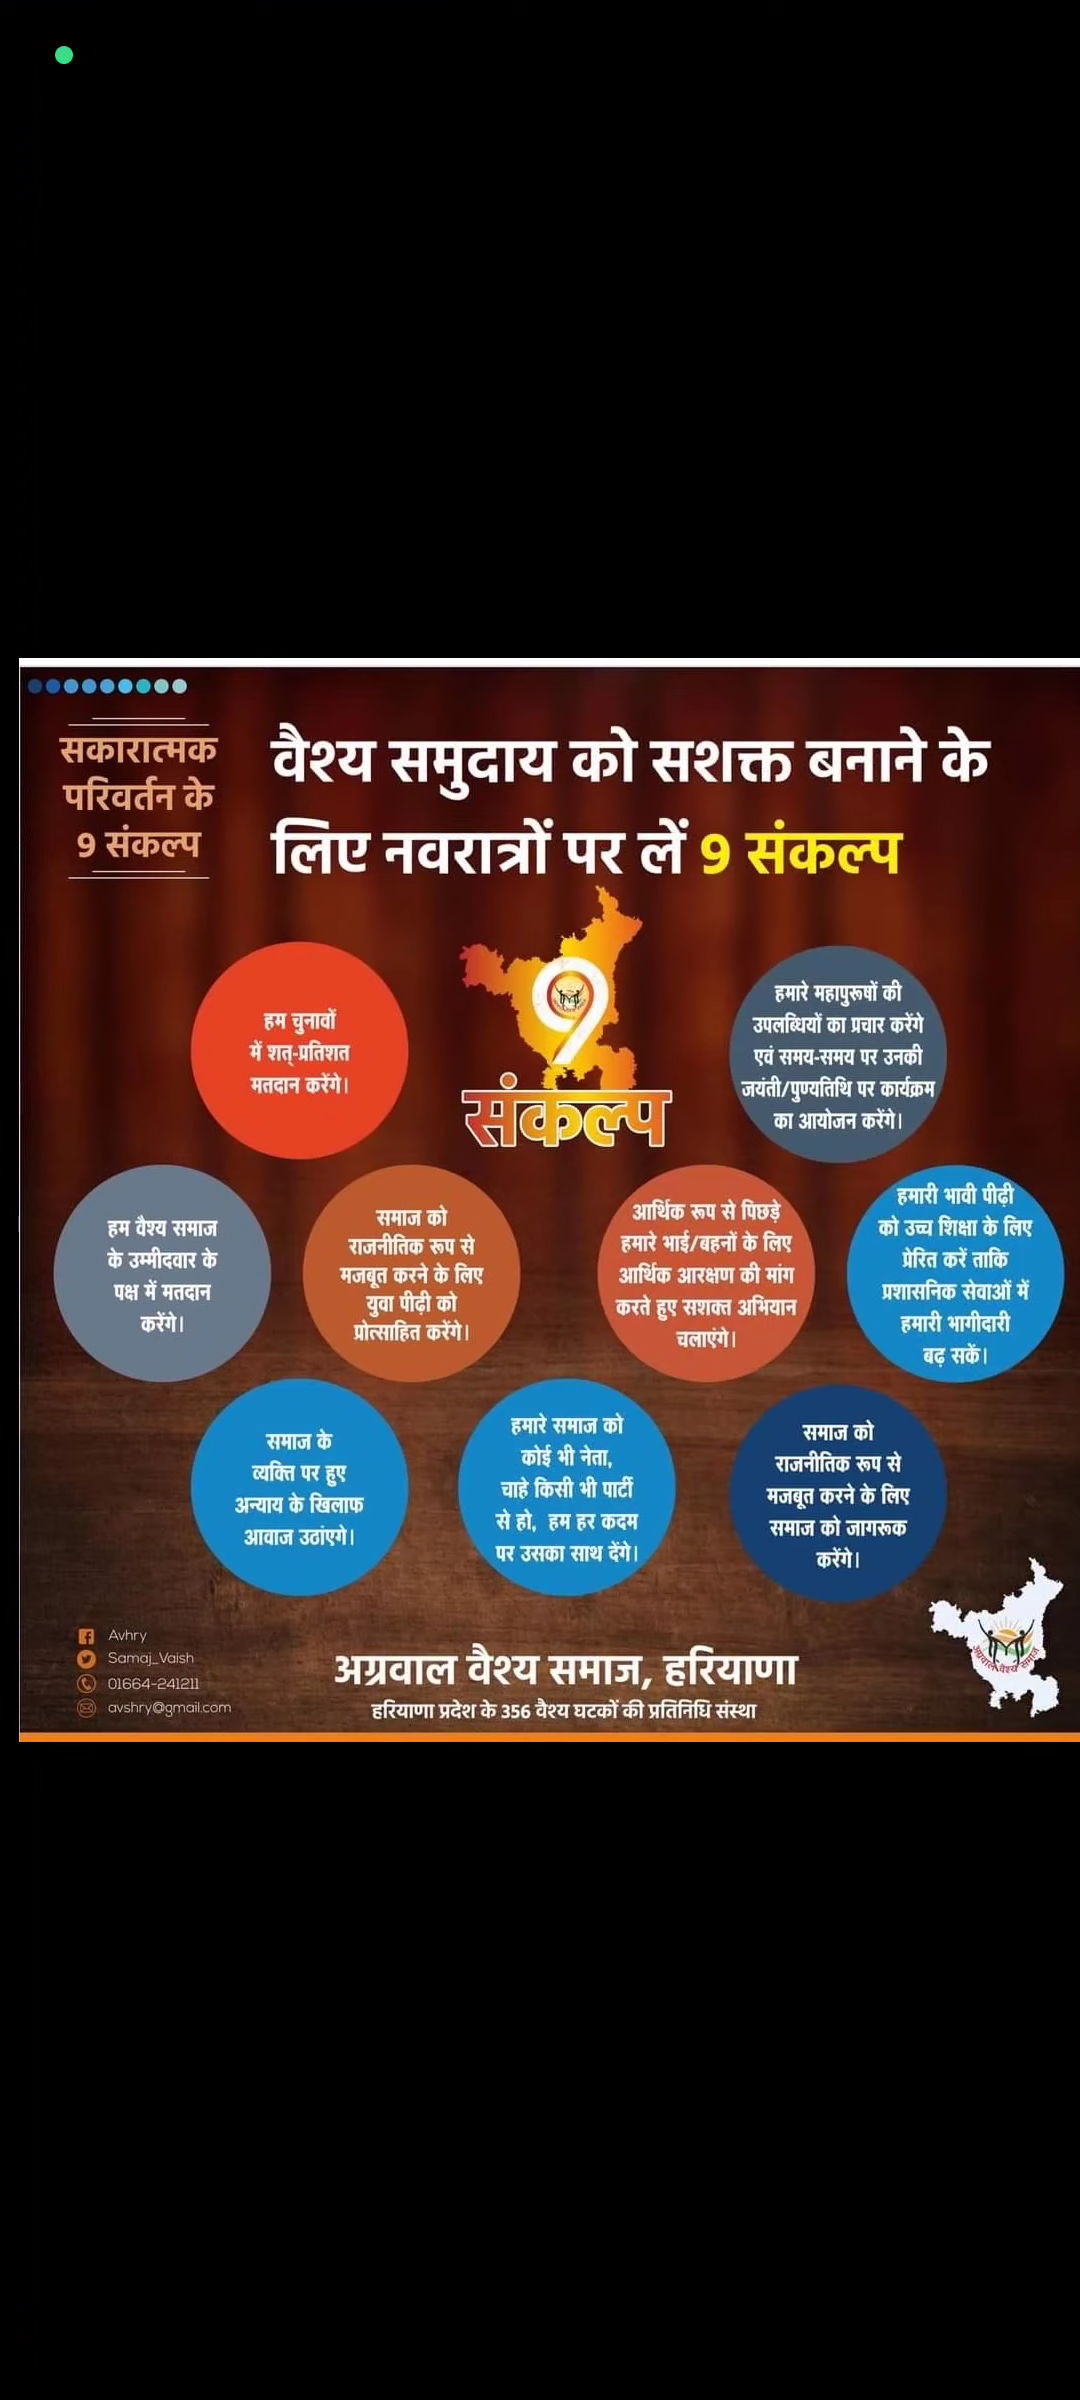 सकारात्मक
परिवर्तन के
9 संकल्प
वैश्य समुदाय को सशक्त बनाने के
लिए नवरात्रों पर लें 9 संकल्प
9
संकल्प
हम चुनावों
में शत्-प्रतिशत
मतदान करेंगे।
हमारे महापुरूषों की
उपलब्धियों का प्रचार करेंगे
एवं समय-समय पर उनकी
जयंती/पुण्यतिथि पर कार्यक्रम
का आयोजन करेंगे।
हम वैश्य समाज
के उम्मीदवार के
पक्ष में मतदान
करेंगे।
समाज को
राजनीतिक रूप से
मजबूत करने के लिए
युवा पीढ़ी को
प्रोत्साहित करेंगे।
आर्थिक रूप से पिछड़े
हमारे भाई/बहनों के लिए
आर्थिक आरक्षण की मांग
करते हुए सशक्त अभियान
चलाएंगे।
हमारी भावी पीढ़ी
को उच्च शिक्षा के लिए
प्रेरित करें ताकि
प्रशासनिक सेवाओं में
हमारी भागीदारी
बढ़ सकें।
समाज के
व्यक्ति पर हुए
अन्याय के खिलाफ
आवाज उठांएगे।
हमारे समाज को
कोई भी नेता,
चाहे किसी भी पार्टी
से हो, हम हर कदम
पर उसका साथ देंगे।
समाज को
राजनीतिक रूप से
मजबूत करने के लिए
समाज को जागरूक
करेंगे।
Avhry
Samaj_Vaish
01664-241211
avshry@gmail.com
अग्रवाल वैश्य समाज, हरियाणा
हरियाणा प्रदेश के 356 वैश्य घटकों की प्रतिनिधि संस्था
अग्रवाल वैश्य समाज